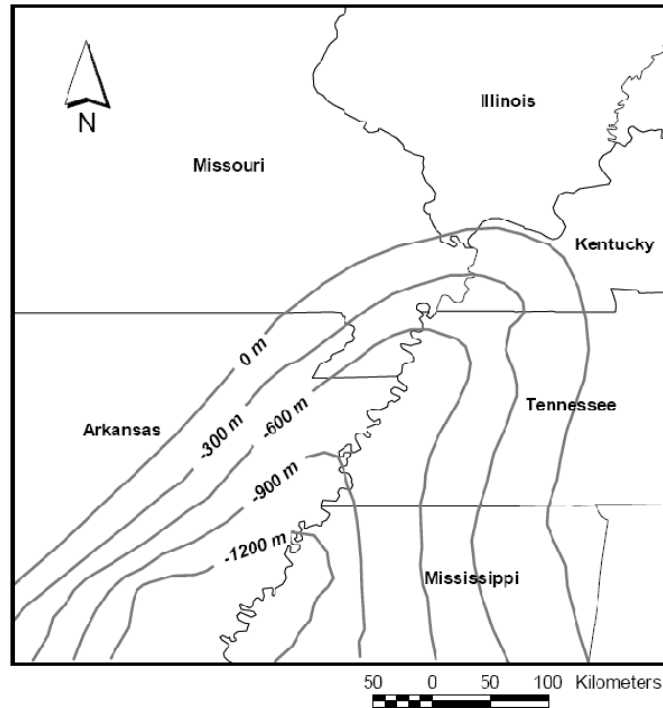 Illinois
N
Missouri
Kentucky
0 m
Tennessee
Arkansas
-300 m
-600 m
-900 m
-1200 m
Mississippi
50 0 50 100 Kilometers